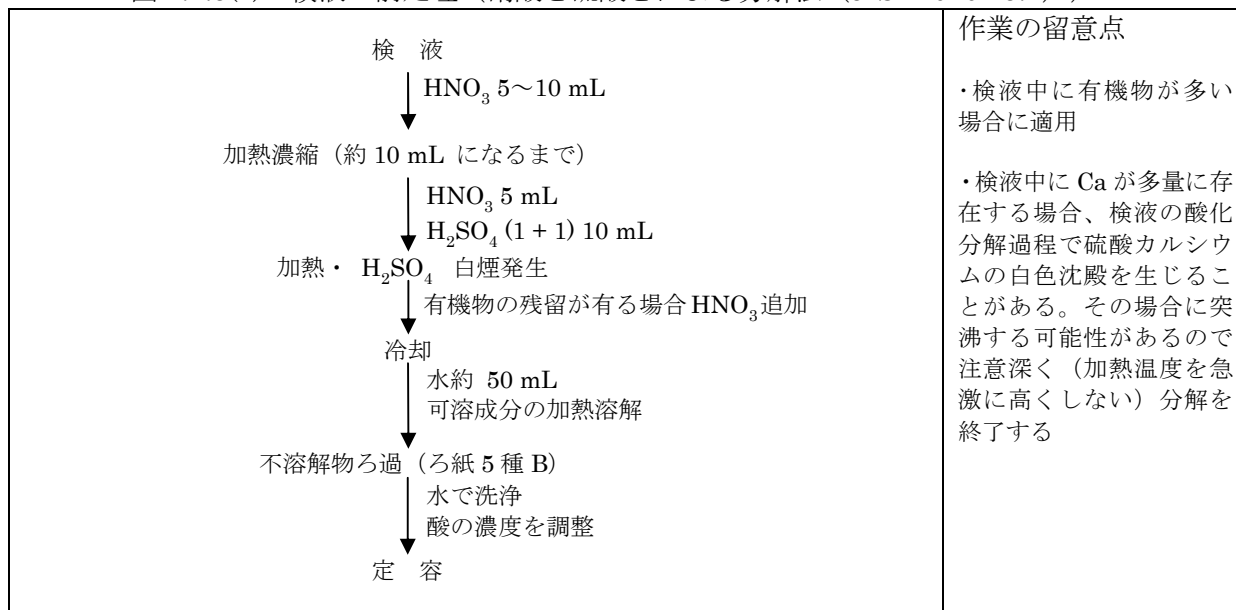 検 液
HNO₃ 5～10 mL
加熱濃縮（約 10 mL になるまで）
HNO₃ 5 mL
H₂SO₄ (1 + 1) 10 mL
加熱・ H₂SO₄ 白煙発生
有機物の残留が有る場合 HNO₃ 追加
冷却
水約 50 mL
可溶成分の加熱溶解
不溶解物ろ過（ろ紙 5 種 B）
水で洗浄
酸の濃度を調整
定 容
作業の留意点
・検液中に有機物が多い
場合に適用
・検液中に Ca が多量に存
在する場合、検液の酸化
分解過程で硫酸カルシウ
ムの白色沈殿を生じるこ
とがある。その場合に突
沸する可能性があるので
注意深く（加熱温度を急
激に高くしない）分解を
終了する